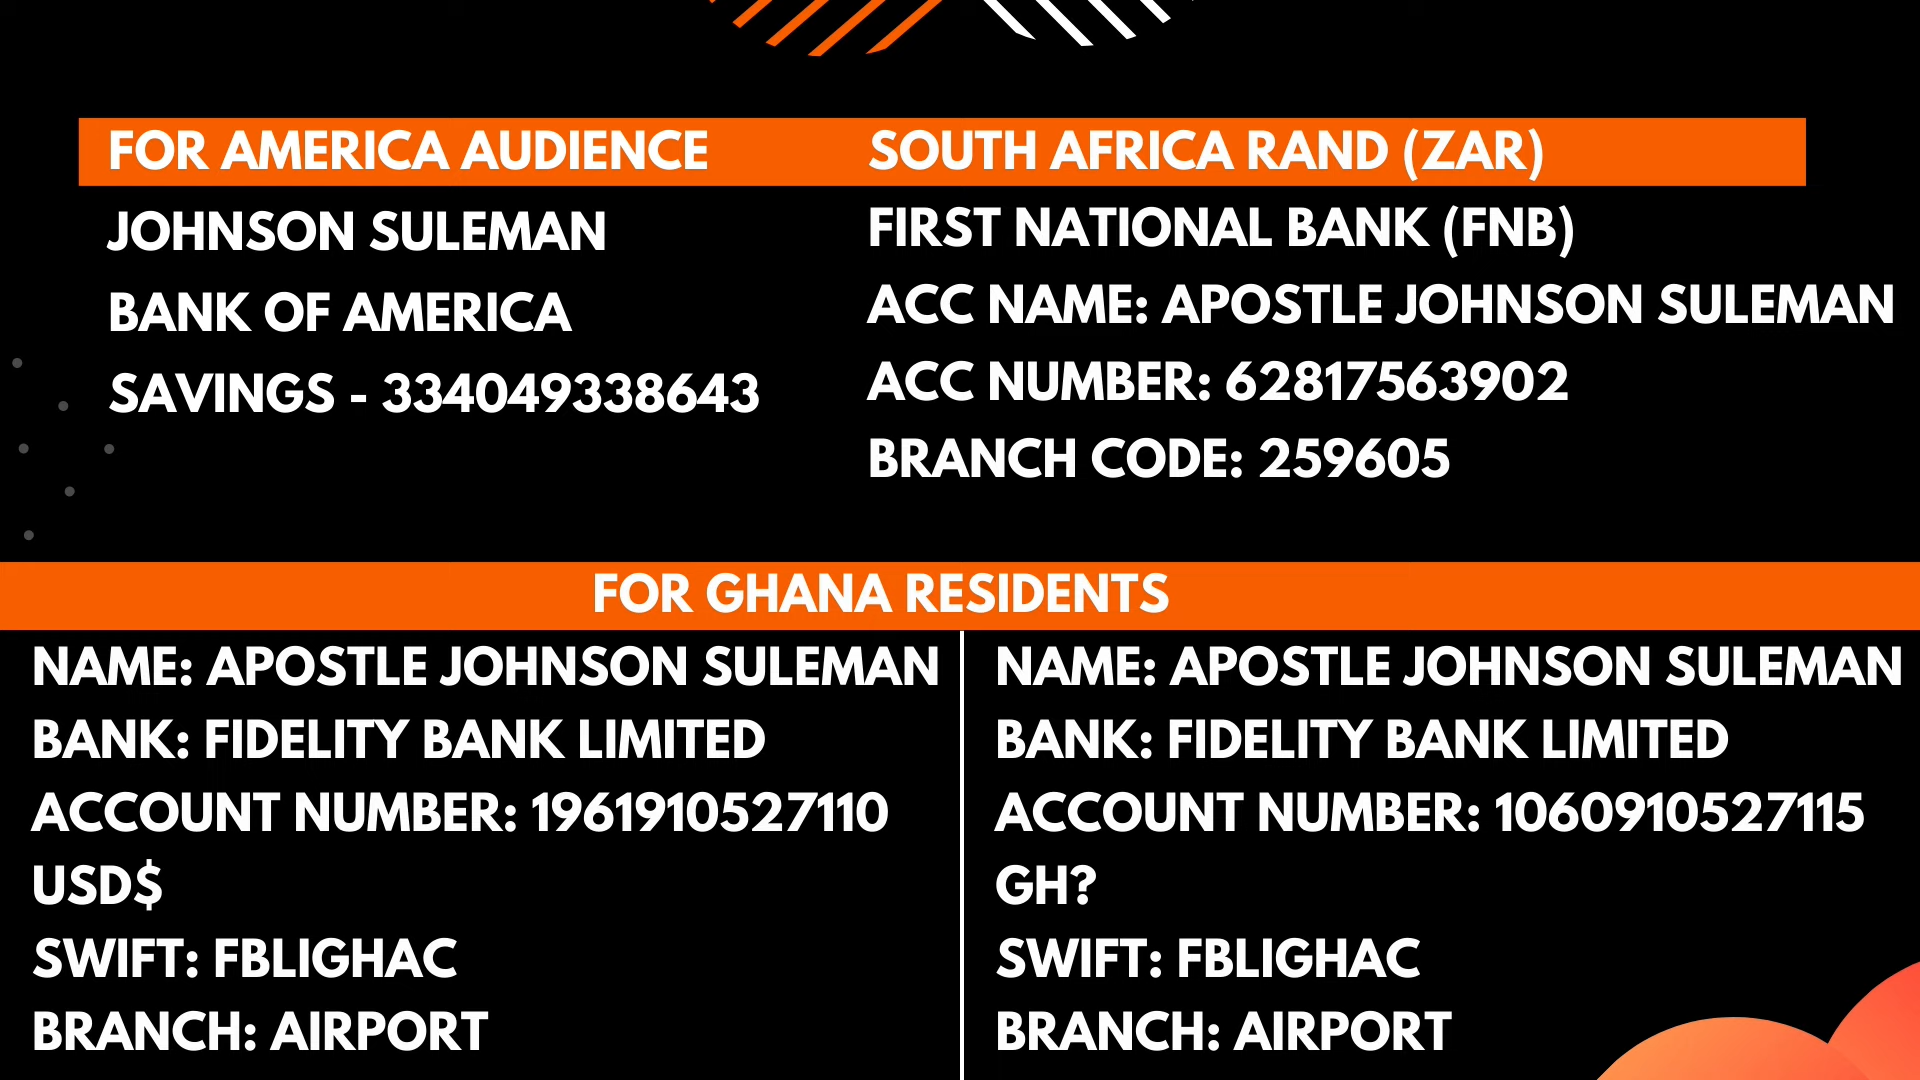 FOR AMERICA AUDIENCE
JOHNSON SULEMAN
BANK OF AMERICA
SAVINGS - 334049338643
SOUTH AFRICA RAND (ZAR)
FIRST NATIONAL BANK (FNB)
ACC NAME: APOSTLE JOHNSON SULEMAN
ACC NUMBER: 62817563902
BRANCH CODE: 259605
FOR GHANA RESIDENTS
NAME: APOSTLE JOHNSON SULEMAN
BANK: FIDELITY BANK LIMITED
ACCOUNT NUMBER: 1961910527110
USD$
SWIFT: FBLIGHAC
BRANCH: AIRPORT
NAME: APOSTLE JOHNSON SULEMAN
BANK: FIDELITY BANK LIMITED
ACCOUNT NUMBER: 1060910527115
GH?
SWIFT: FBLIGHAC
BRANCH: AIRPORT